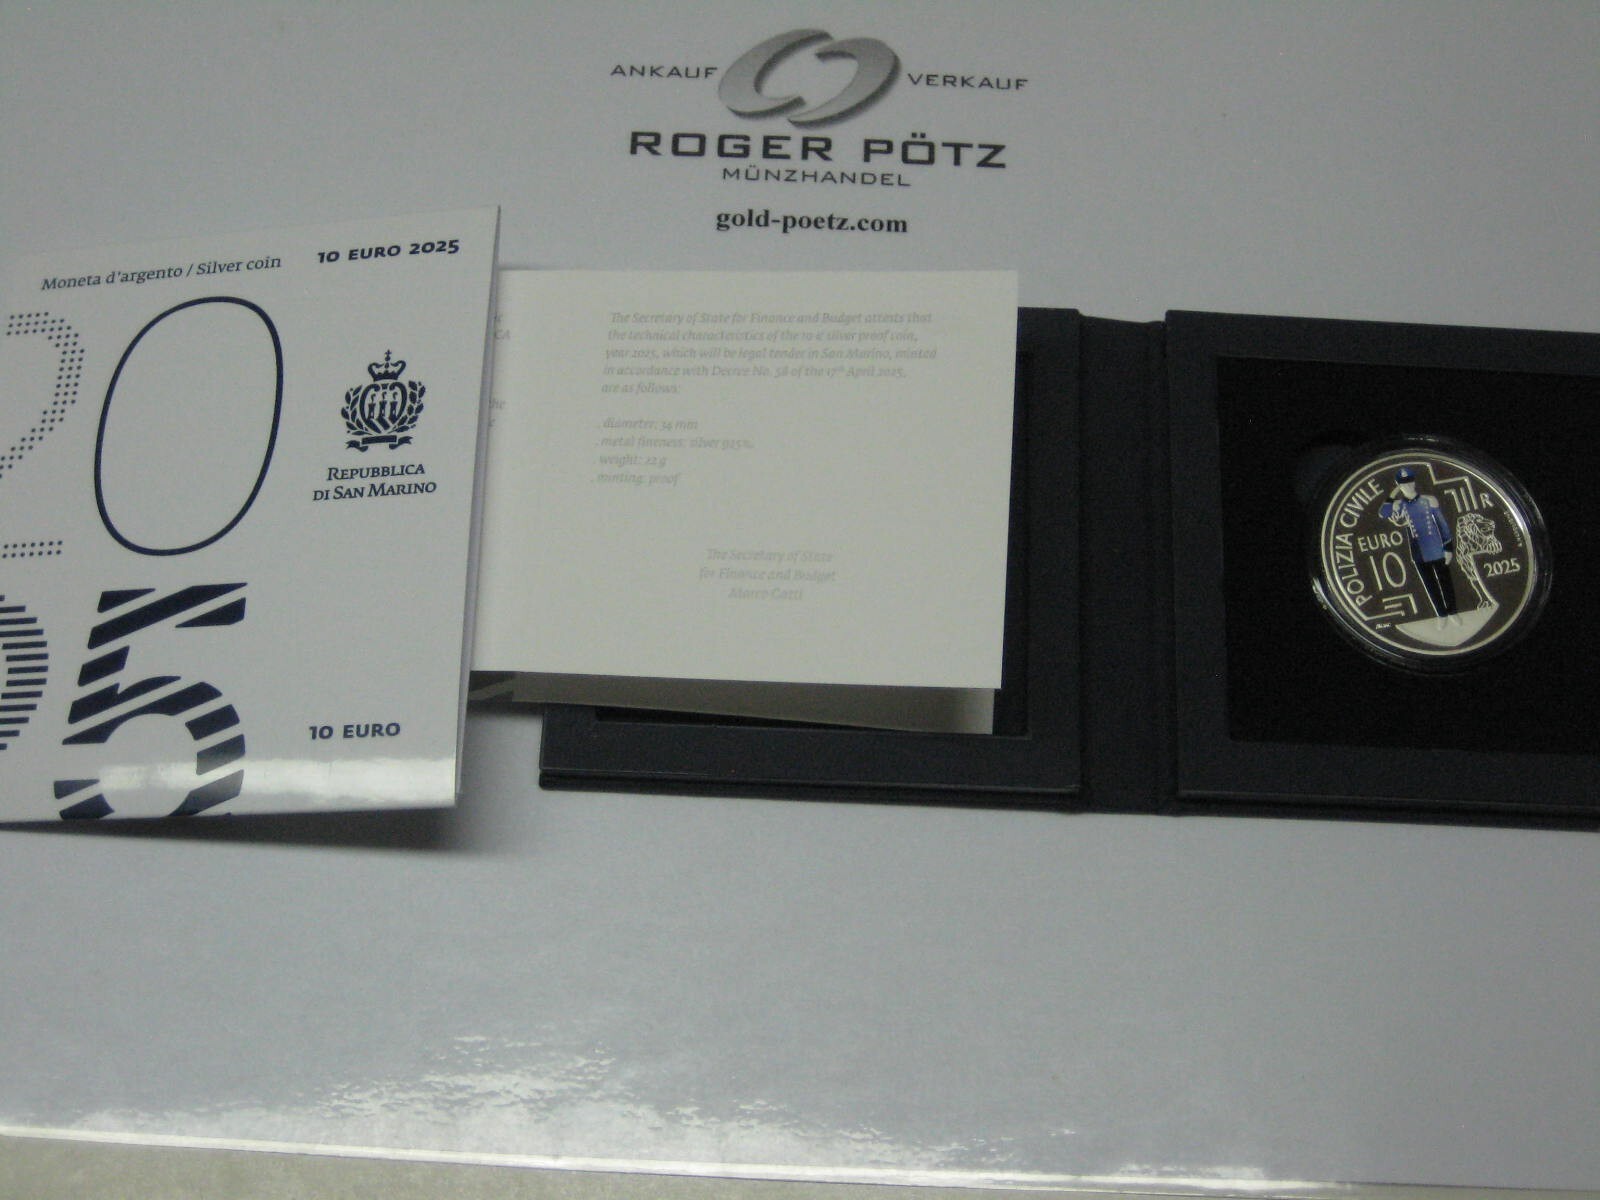 ANKAUF VERKAUF
ROGER PÖTZ
MÜNZHANDEL
gold-poetz.com
Moneta d'argento / Silver coin
10 EURO 2025
20
25
REPUBBLICA
DI SAN MARINO
10 EURO
CA
the
The Secretary of State for Finance and Budget attests that
the technical characteristics of the 10 € silver proof coin,
year 2025, which will be legal tender in San Marino, minted
in accordance with Decree No. 58 of the 17th April 2025,
are as follows:
. diameter: 34 mm
. metal fineness: silver 925‰
. weight: 22 g
. minting: proof
The Secretary of State
for Finance and Budget
Marco Gatti
POLIZIA CIVILE
EURO
10
R
2025